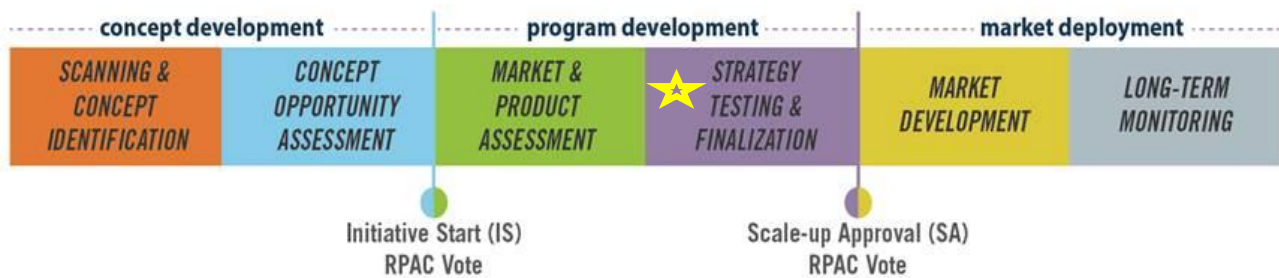 concept development
program development
market deployment
SCANNING &
CONCEPT
IDENTIFICATION
CONCEPT
OPPORTUNITY
ASSESSMENT
MARKET &
PRODUCT
ASSESSMENT
STRATEGY
TESTING &
FINALIZATION
MARKET
DEVELOPMENT
LONG-TERM
MONITORING
Initiative Start (IS)
RPAC Vote
Scale-up Approval (SA)
RPAC Vote